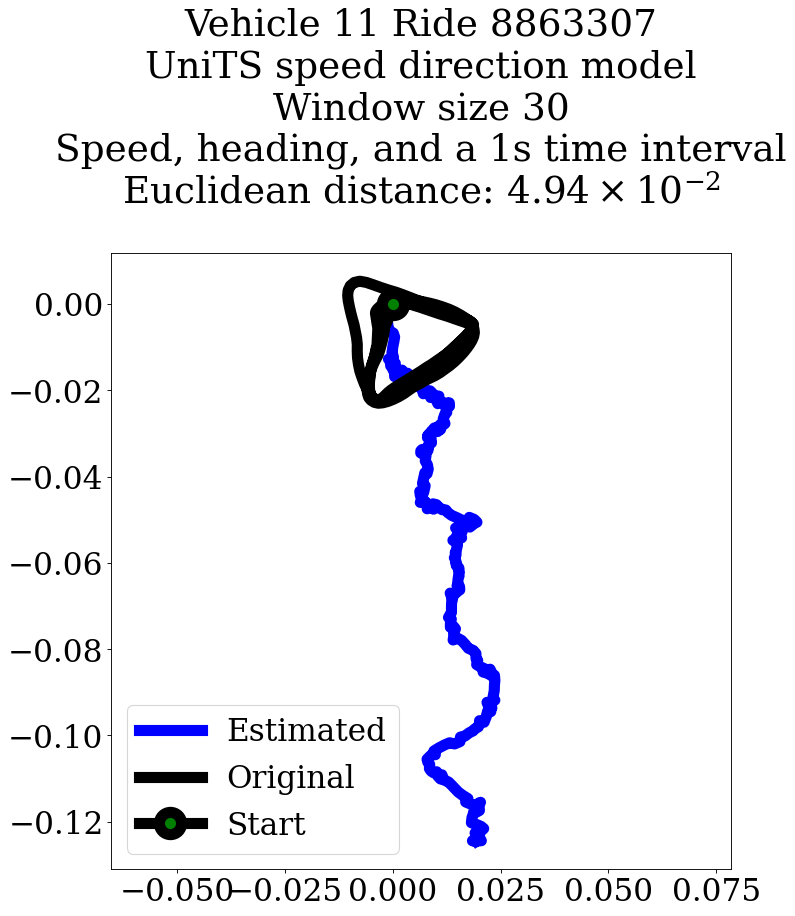 Vehicle 11 Ride 8863307
UniTS speed direction model
Window size 30
Speed, heading, and a 1s time interval
Euclidean distance: 4.94 × 10⁻²
0.00
−0.02
−0.04
−0.06
−0.08
−0.10
−0.12
Estimated
Original
Start
−0.050 −0.025 0.000 0.025 0.050 0.075